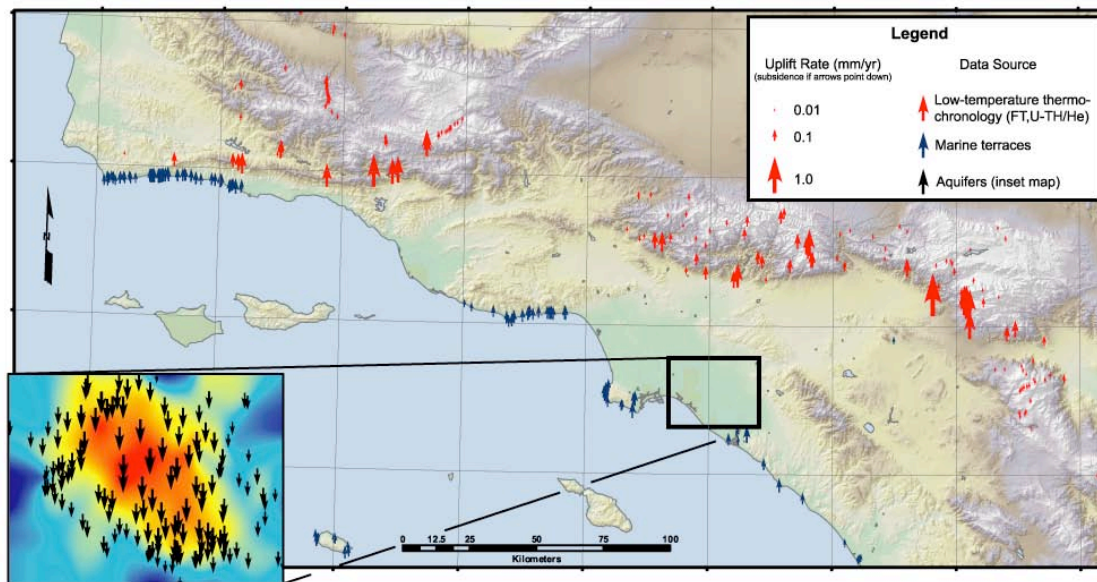 Legend
Uplift Rate (mm/yr)
(subsidence if arrows point down)
Data Source
0.01
0.1
1.0
Low-temperature thermo-
chronology (FT,U-TH/He)
Marine terraces
Aquifers (inset map)
N
0 12.5 25 50 75 100
Kilometers